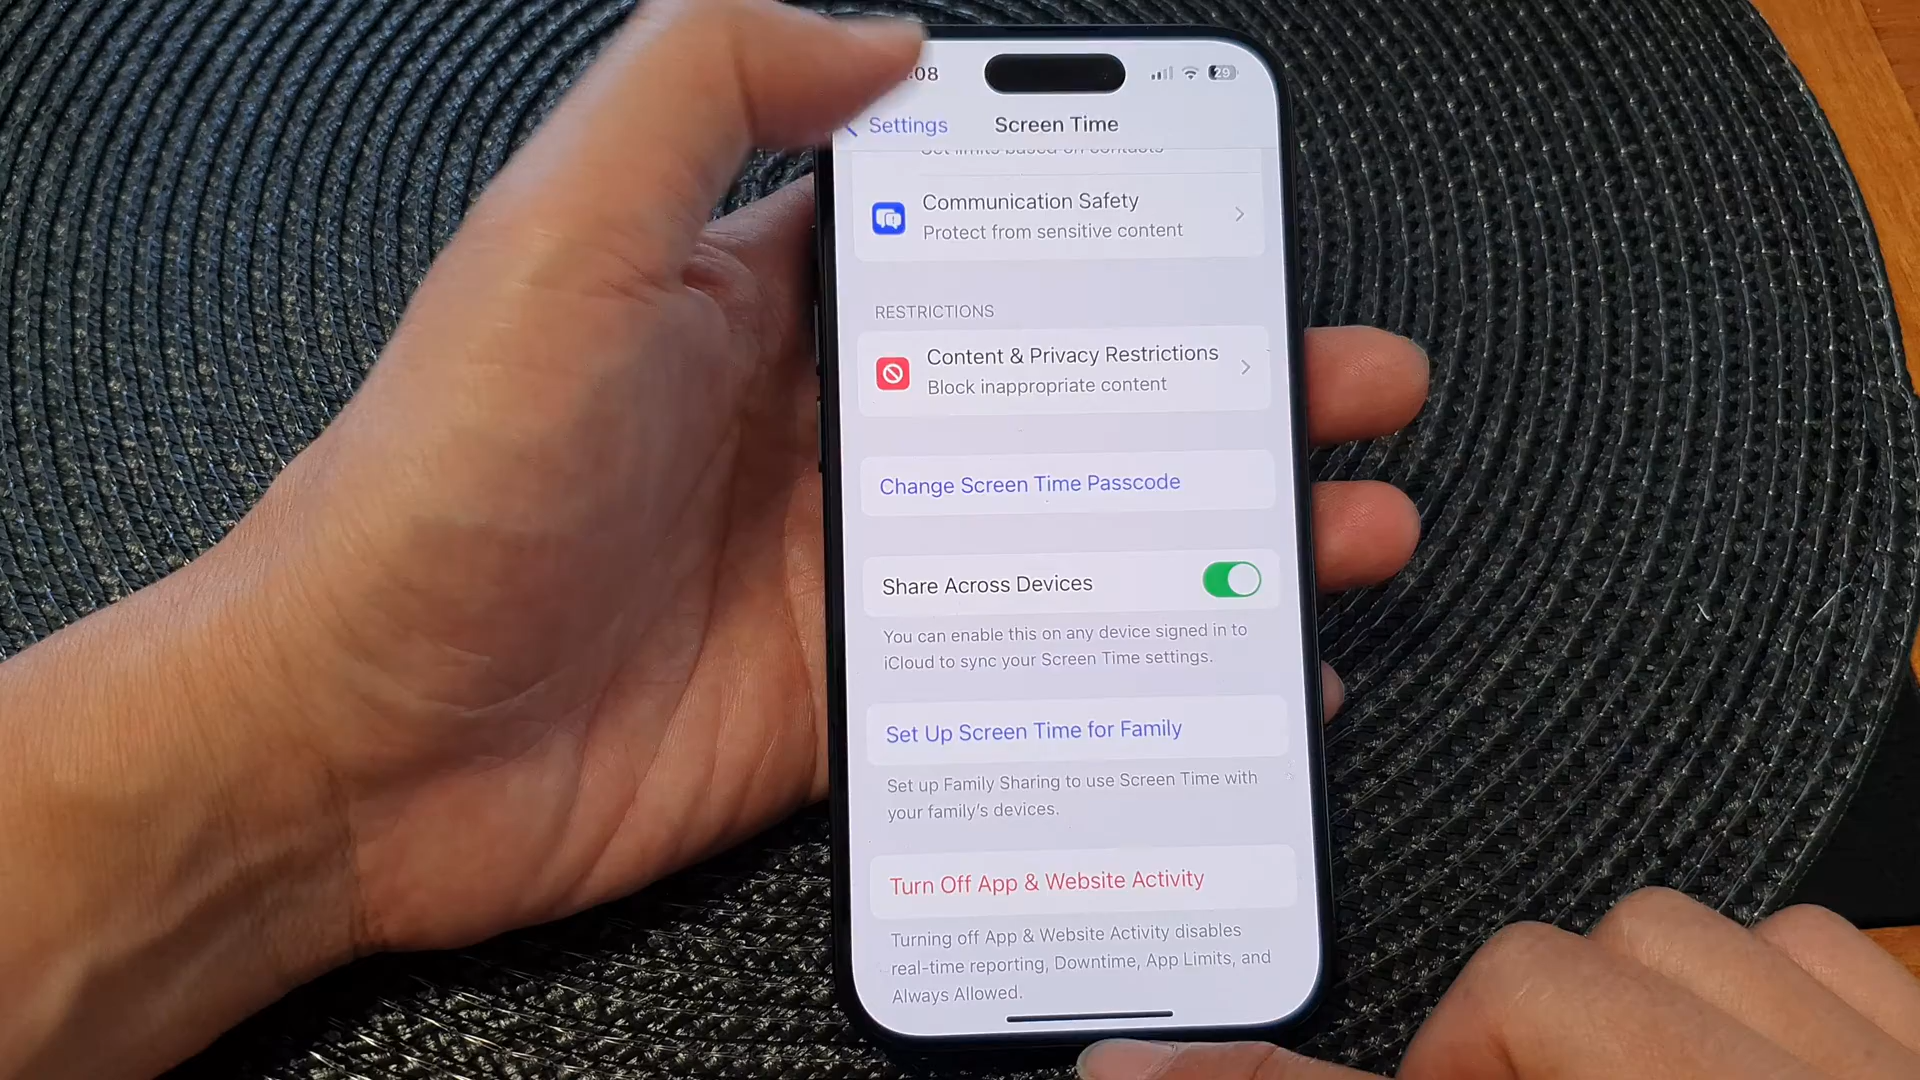 :08
29
Settings
Screen Time
Set limits based on contacts
Communication Safety
Protect from sensitive content
RESTRICTIONS
Content & Privacy Restrictions
Block inappropriate content
Change Screen Time Passcode
Share Across Devices
You can enable this on any device signed in to
iCloud to sync your Screen Time settings.
Set Up Screen Time for Family
Set up Family Sharing to use Screen Time with
your family's devices.
Turn Off App & Website Activity
Turning off App & Website Activity disables
real-time reporting, Downtime, App Limits, and
Always Allowed.